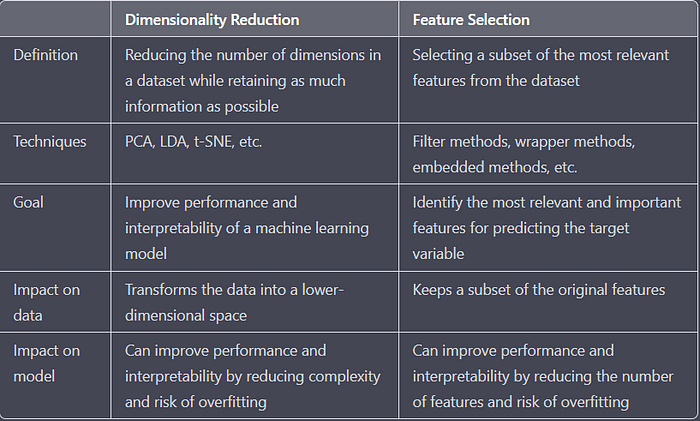 Dimensionality Reduction
Feature Selection
Definition
Reducing the number of dimensions in
a dataset while retaining as much
information as possible
Selecting a subset of the most relevant
features from the dataset
Techniques
PCA, LDA, t-SNE, etc.
Filter methods, wrapper methods,
embedded methods, etc.
Goal
Improve performance and
interpretability of a machine learning
model
Identify the most relevant and important
features for predicting the target
variable
Impact on
data
Transforms the data into a lower-
dimensional space
Keeps a subset of the original features
Impact on
model
Can improve performance and
interpretability by reducing complexity
and risk of overfitting
Can improve performance and
interpretability by reducing the number
of features and risk of overfitting